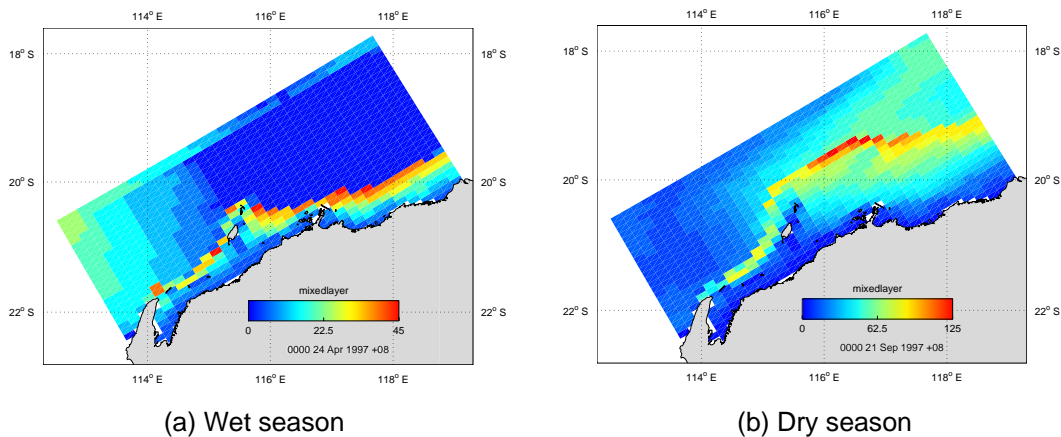 114° E 116° E 118° E
18° S 18° S
20° S 20° S
22° S 22° S
mixedlayer
0 22.5 45
0000 24 Apr 1997 +08
114° E 116° E 118° E
(a) Wet season
114° E 116° E 118° E
18° S 18° S
20° S 20° S
22° S 22° S
mixedlayer
0 62.5 125
0000 21 Sep 1997 +08
114° E 116° E 118° E
(b) Dry season